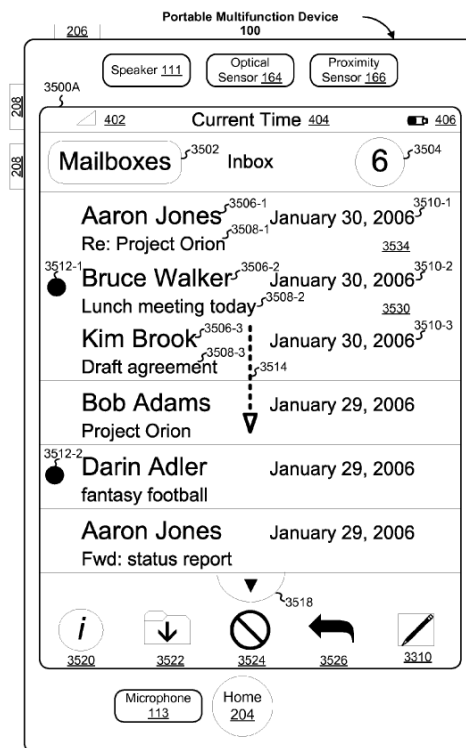 Portable Multifunction Device
100
206
Speaker 111
Optical
Sensor 164
Proximity
Sensor 166
208
3500A
402
Current Time 404
406
208
Mailboxes
3502
Inbox
6
3504
Aaron Jones
3506-1
January 30, 2006
3510-1
Re: Project Orion
3508-1
3534
3512-1
Bruce Walker
3506-2
January 30, 2006
3510-2
Lunch meeting today
3508-2
3530
Kim Brook
3506-3
January 30, 2006
3510-3
Draft agreement
3508-3
3514
Bob Adams
January 29, 2006
Project Orion
3512-2
Darin Adler
January 29, 2006
fantasy football
Aaron Jones
January 29, 2006
Fwd: status report
3518
i
3520
3522
3524
3526
3310
Microphone
113
Home
204